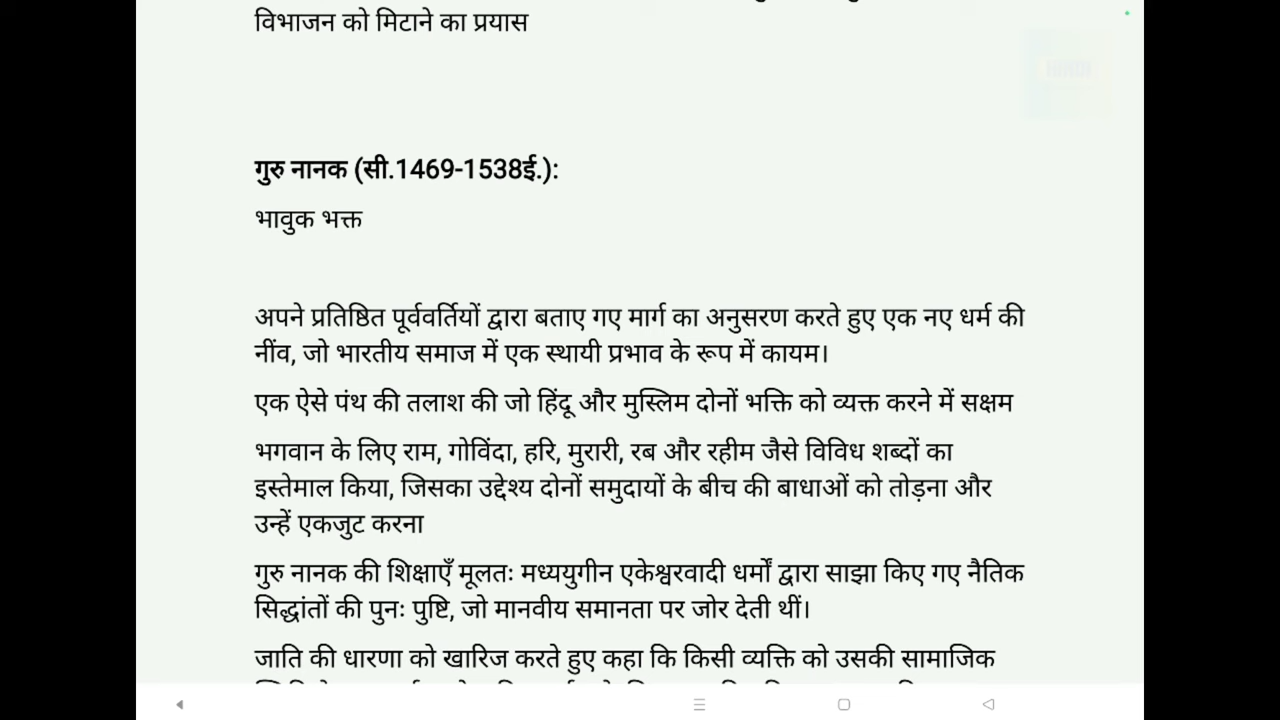 विभाजन को मिटाने का प्रयास
गुरु नानक (सी.1469-1538ई.):
भावुक भक्त
अपने प्रतिष्ठित पूर्ववर्तियों द्वारा बताए गए मार्ग का अनुसरण करते हुए एक नए धर्म की
नींव, जो भारतीय समाज में एक स्थायी प्रभाव के रूप में कायम।
एक ऐसे पंथ की तलाश की जो हिंदू और मुस्लिम दोनों भक्ति को व्यक्त करने में सक्षम
भगवान के लिए राम, गोविंदा, हरि, मुरारी, रब और रहीम जैसे विविध शब्दों का
इस्तेमाल किया, जिसका उद्देश्य दोनों समुदायों के बीच की बाधाओं को तोड़ना और
उन्हें एकजुट करना
गुरु नानक की शिक्षाएँ मूलतः मध्ययुगीन एकेश्वरवादी धर्मों द्वारा साझा किए गए नैतिक
सिद्धांतों की पुनः पुष्टि, जो मानवीय समानता पर जोर देती थीं।
जाति की धारणा को खारिज करते हुए कहा कि किसी व्यक्ति को उसकी सामाजिक